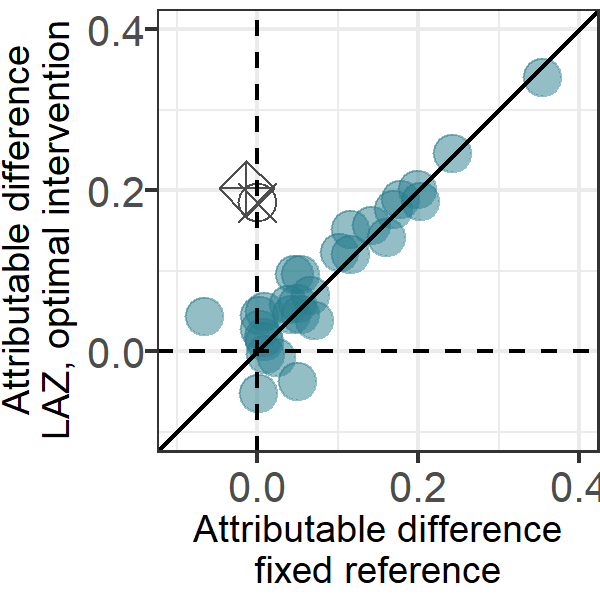 Attributable difference
LAZ, optimal intervention
0.4
0.2
0.0
0.0 0.2 0.4
Attributable difference
fixed reference